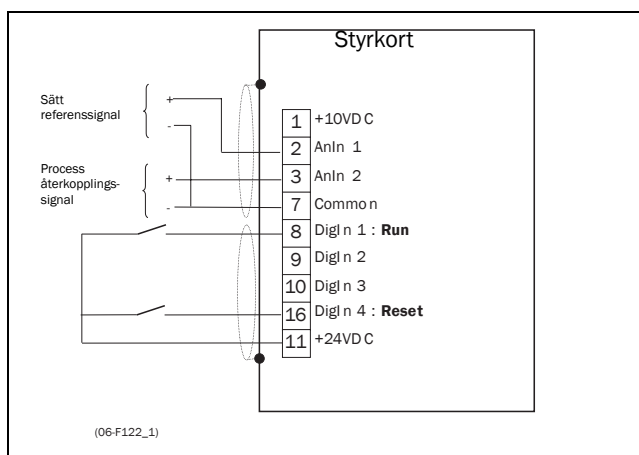 Styrkort
Sätt
referenssignal
+
-
Process
återkopplings-
signal
+
-
1 +10VDC
2 AnIn 1
3 AnIn 2
7 Common
8 DigIn 1 : Run
9 DigIn 2
10 DigIn 3
16 DigIn 4 : Reset
11 +24VDC
(06-F122_1)